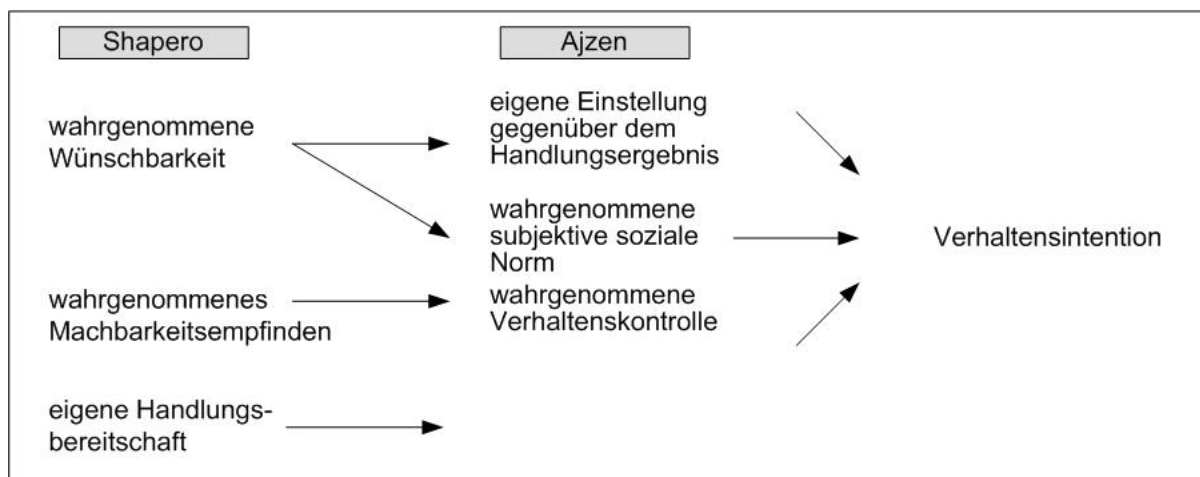 Shapero
Ajzen
wahrgenommene
Wünschbarkeit
eigene Einstellung
gegenüber dem
Handlungsergebnis
wahrgenommene
subjektive soziale
Norm
Verhaltensintention
wahrgenommenes
Machbarkeitsempfinden
wahrgenommene
Verhaltenskontrolle
eigene Handlungs-
bereitschaft